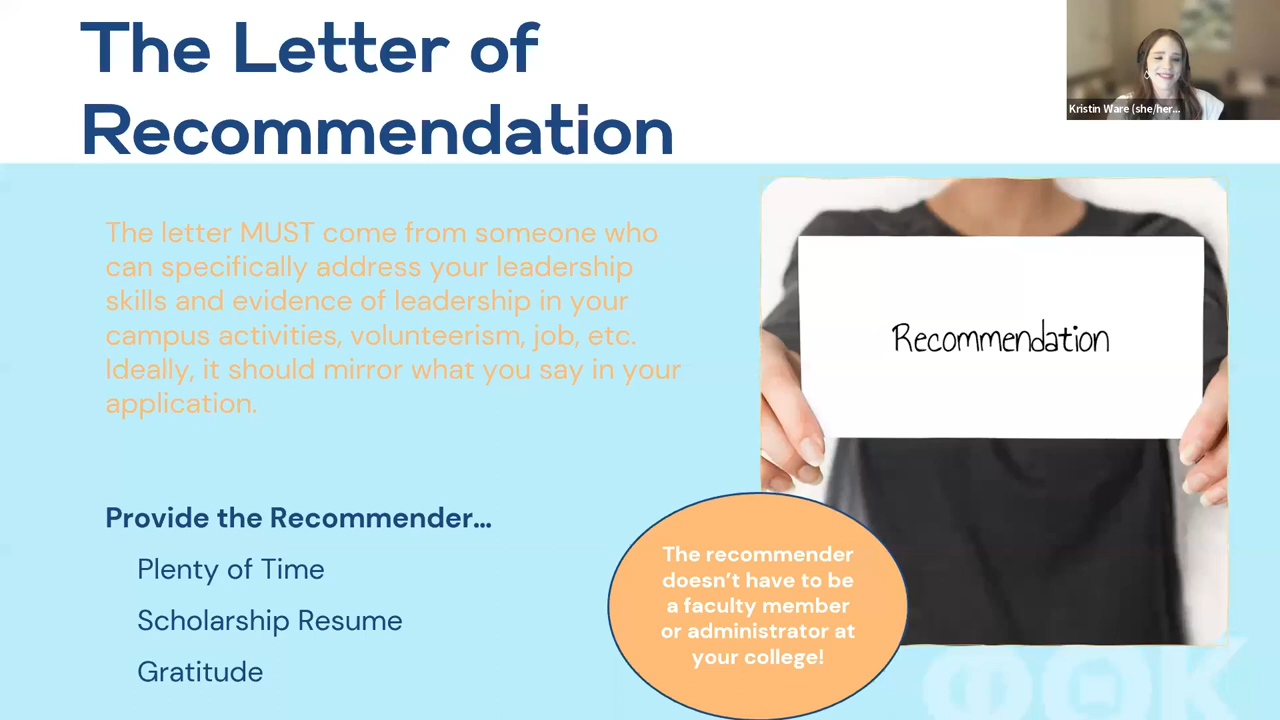 The Letter of
Recommendation
Kristin Ware (she/her...
The letter MUST come from someone who
can specifically address your leadership
skills and evidence of leadership in your
campus activities, volunteerism, job, etc.
Ideally, it should mirror what you say in your
application.
Recommendation
Provide the Recommender...
Plenty of Time
Scholarship Resume
Gratitude
The recommender
doesn't have to be
a faculty member
or administrator at
your college!
ΦΘΚ